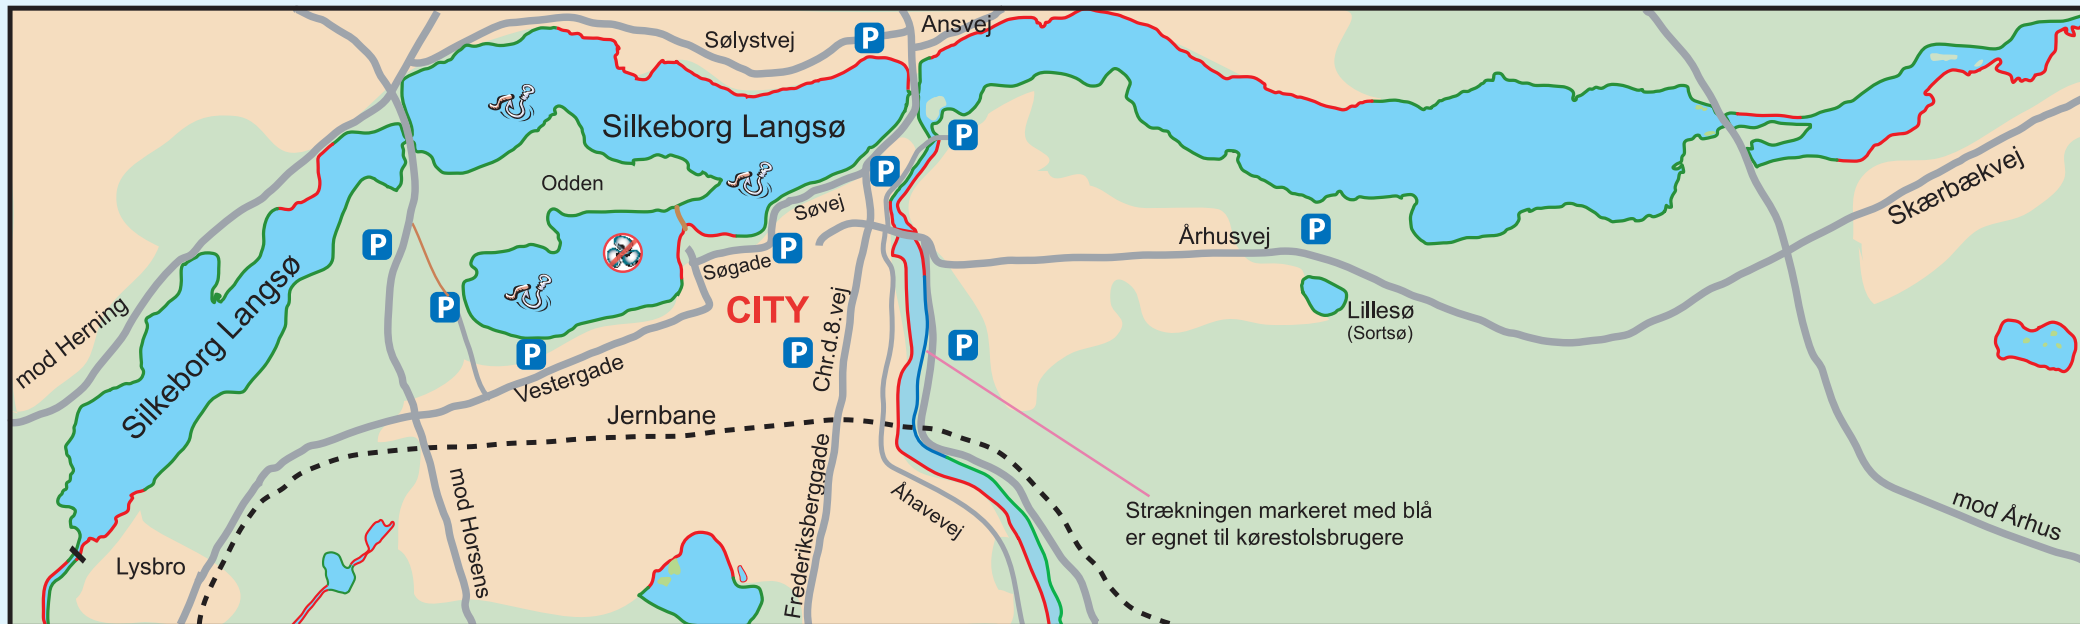 Ansvej
Sølystvej
P
Silkeborg Langsø
P
P
Odden
Søvej
Skærbækvej
Århusvej
P
P
P
Søgade
Silkeborg Langsø
mod Herning
P
CITY
Chr.d.8.vej
Lillesø
(Sortsø)
P
P
P
P
Vestergade
Jernbane
mod Horsens
Frederiksberggade
Åhavevej
Strækningen markeret med blå
er egnet til kørestolsbrugere
mod Århus
Lysbro